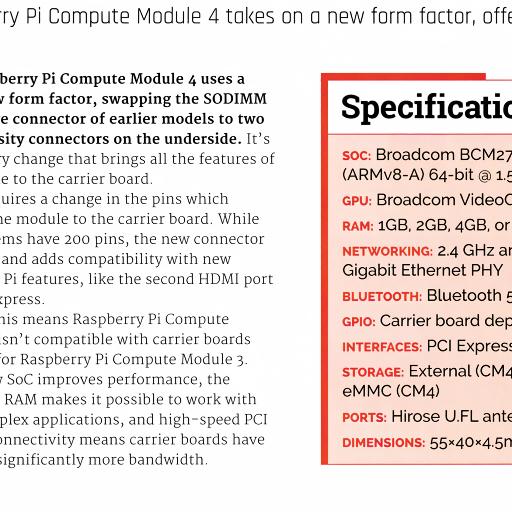 ry Pi Compute Module 4 takes on a new form factor, offe
berry Pi Compute Module 4 uses a
form factor, swapping the SODIMM
e connector of earlier models to two
sity connectors on the underside. It's
ry change that brings all the features of
e to the carrier board.
uires a change in the pins which
ne module to the carrier board. While
ems have 200 pins, the new connector
and adds compatibility with new
Pi features, like the second HDMI port
xpress.
his means Raspberry Pi Compute
isn't compatible with carrier boards
for Raspberry Pi Compute Module 3.
SoC improves performance, the
RAM makes it possible to work with
plex applications, and high-speed PCI
onnectivity means carrier boards have
significantly more bandwidth.
Specificatio
SOC: Broadcom BCM27
(ARMv8-A) 64-bit @ 1.5
GPU: Broadcom VideoC
RAM: 1GB, 2GB, 4GB, or
NETWORKING: 2.4 GHz an
Gigabit Ethernet PHY
BLUETOOTH: Bluetooth 5
GPIO: Carrier board dep
INTERFACES: PCI Express
STORAGE: External (CM4
eMMC (CM4)
PORTS: Hirose U.FL ante
DIMENSIONS: 55×40×4.5m